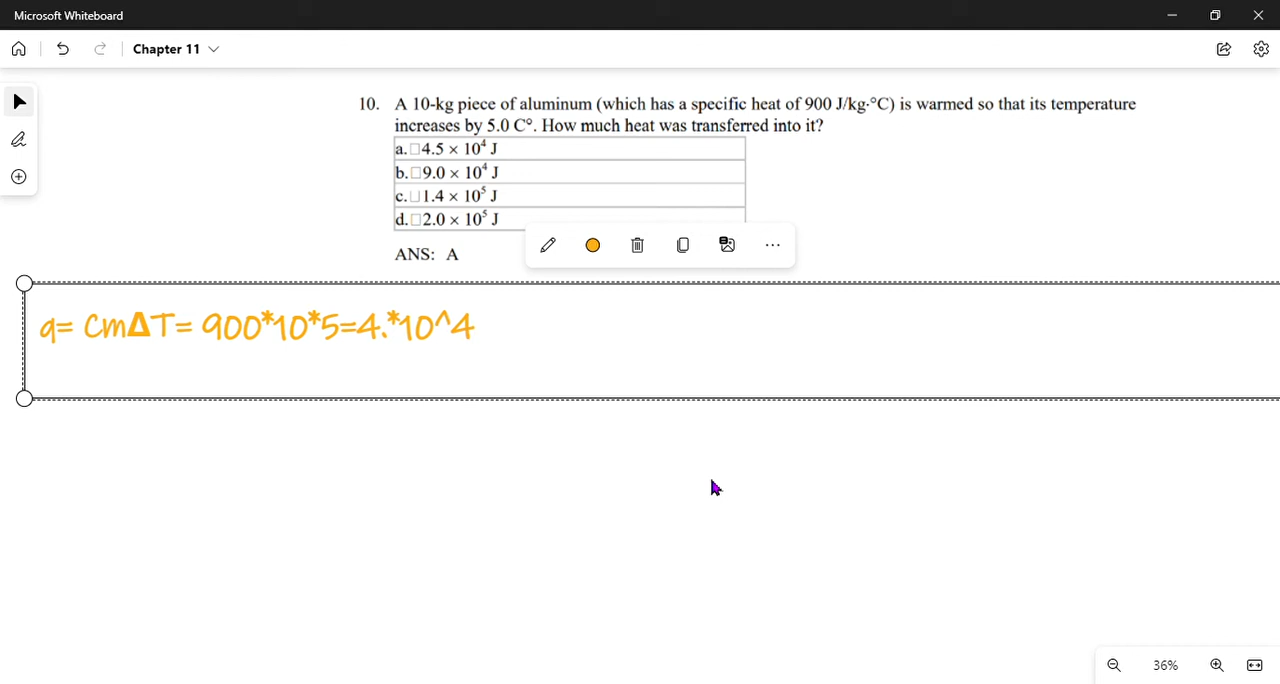 Microsoft Whiteboard
Chapter 11
10. A 10-kg piece of aluminum (which has a specific heat of 900 J/kg·°C) is warmed so that its temperature
increases by 5.0 C°. How much heat was transferred into it?
a.□4.5 × 10⁴ J
b.□9.0 × 10⁴ J
c.□1.4 × 10⁵ J
d.□2.0 × 10⁵ J
ANS: A
q= CmΔT= 900*10*5=4.*10^4
36%